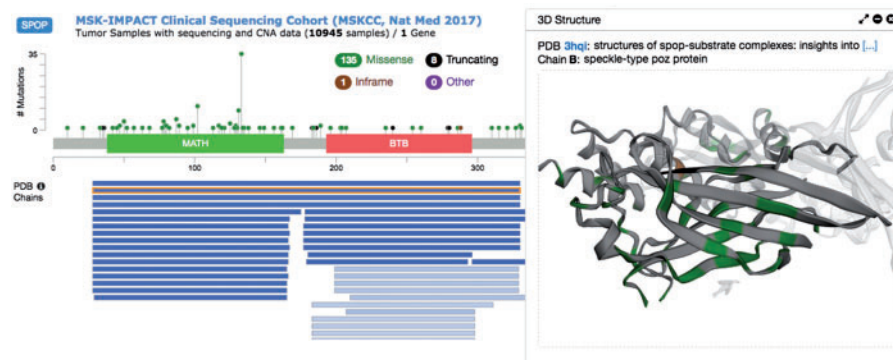 SPOP
MSK-IMPACT Clinical Sequencing Cohort (MSKCC, Nat Med 2017)
Tumor Samples with sequencing and CNA data (10945 samples) / 1 Gene
35
# Mutations
0
135 Missense
8 Truncating
1 Inframe
0 Other
MATH
BTB
0
100
200
300
PDB
Chains
3D Structure
PDB 3hqi: structures of spop-substrate complexes: insights into [...]
Chain B: speckle-type poz protein